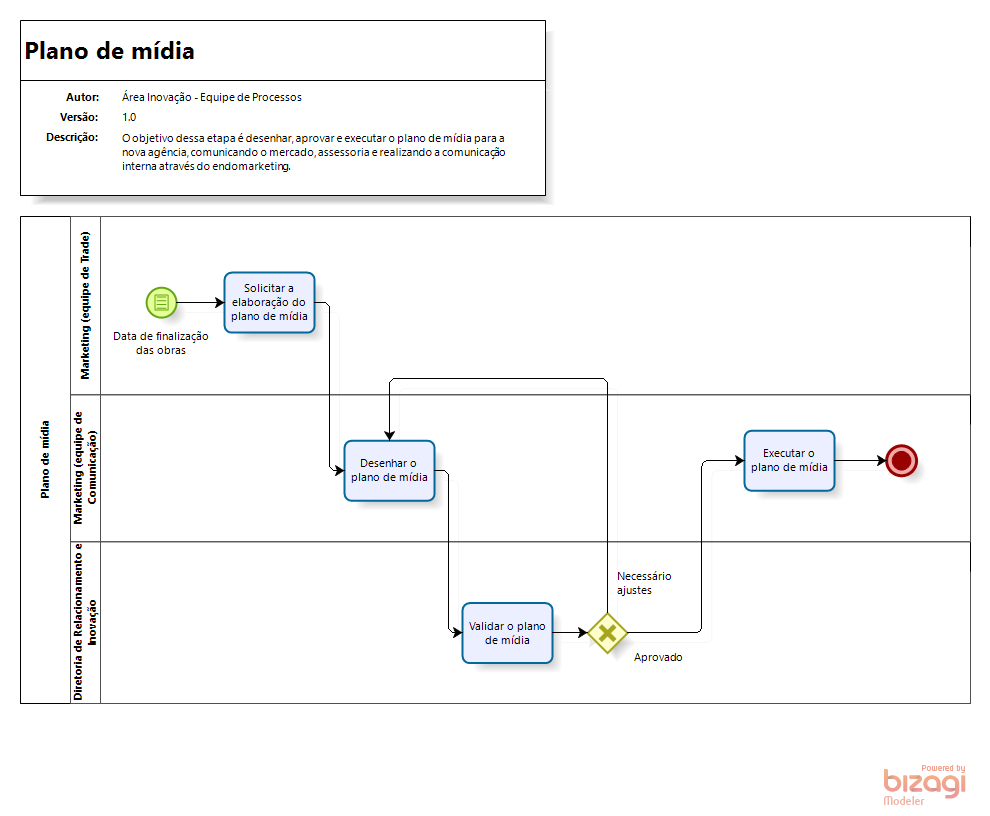 Plano de mídia
Autor: Área Inovação - Equipe de Processos
Versão: 1.0
Descrição: O objetivo dessa etapa é desenhar, aprovar e executar o plano de mídia para a
nova agência, comunicando o mercado, assessoria e realizando a comunicação
interna através do endomarketing.
Plano de mídia
Marketing (equipe de Trade)
Data de finalização
das obras
Solicitar a
elaboração do
plano de mídia
Marketing (equipe de
Comunicação)
Desenhar o
plano de mídia
Executar o
plano de mídia
Diretoria de Relacionamento e
Inovação
Validar o plano
de mídia
Necessário
ajustes
Aprovado
Powered by
bizagi
Modeler